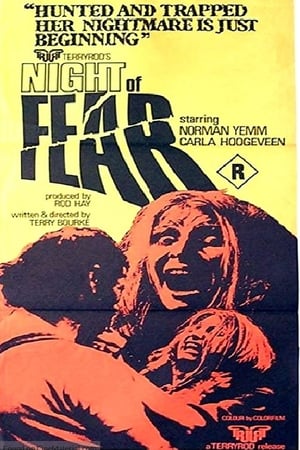 "HUNTED AND TRAPPED
HER NIGHTMARE IS JUST
BEGINNING"
TERRYROD'S
NIGHT of
FEAR
starring
NORMAN YEMM
CARLA HOOGEVEEN
R
produced by
ROD HAY
written & directed by
TERRY BOURKE
COLOUR by COLORFILM
a TERRYROD release